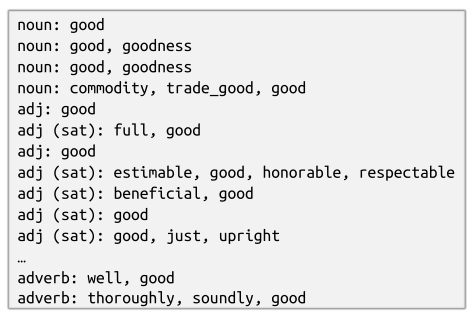 noun: good
noun: good, goodness
noun: good, goodness
noun: commodity, trade_good, good
adj: good
adj (sat): full, good
adj: good
adj (sat): estimable, good, honorable, respectable
adj (sat): beneficial, good
adj (sat): good
adj (sat): good, just, upright
…
adverb: well, good
adverb: thoroughly, soundly, good